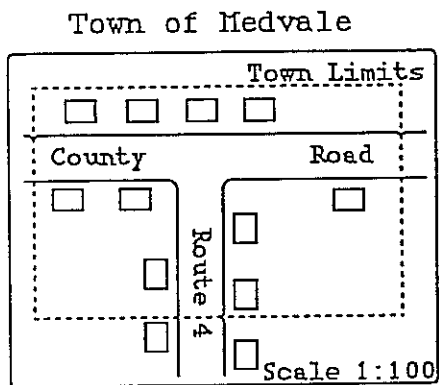 Town of Medvale
Town Limits
County Road
Route 4
Scale 1:100